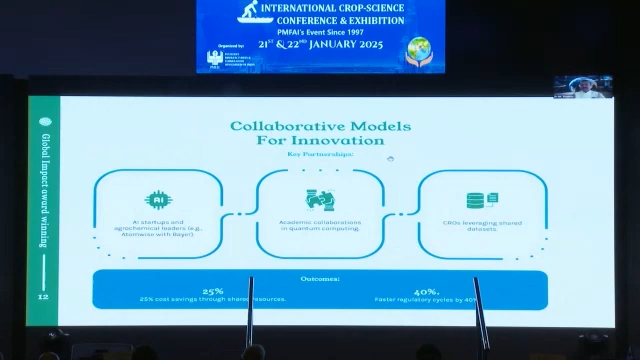 INTERNATIONAL CROP-SCIENCE
CONFERENCE & EXHIBITION
PMFAI's Event Since 1997
Organized by:
21ST & 22ND JANUARY 2025
Collaborative Models
For Innovation
Key Partnerships:
Global Impact award winning
12
AI
AI startups and
agrochemical leaders (e.g.,
Atomwise with Bayer)
Academic collaborations
in quantum computing.
CROs leveraging shared
datasets
Outcomes:
25%
25% cost savings through shared resources.
40%.
Faster regulatory cycles by 40%